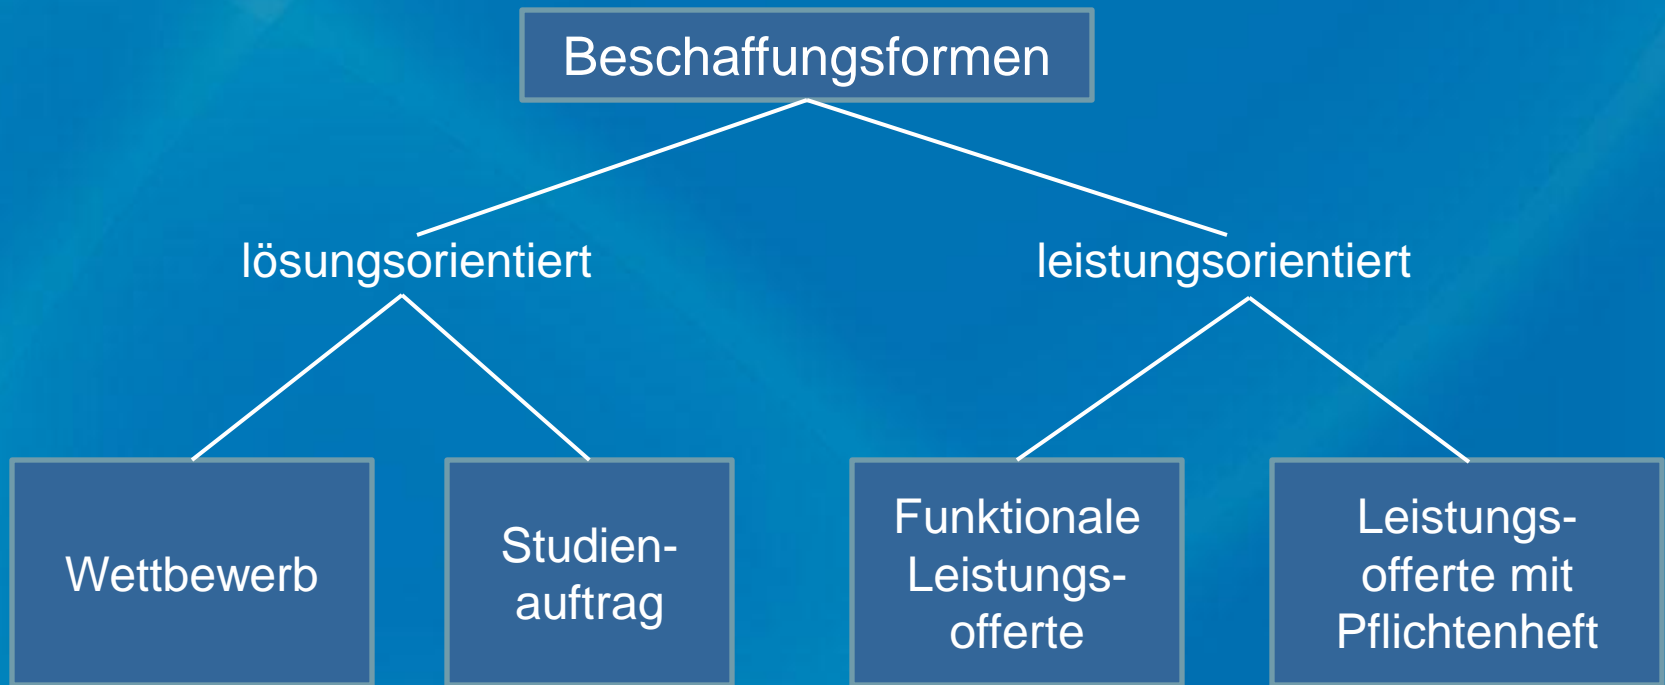 Beschaffungsformen
lösungsorientiert
leistungsorientiert
Wettbewerb
Studien-
auftrag
Funktionale
Leistungs-
offerte
Leistungs-
offerte mit
Pflichtenheft